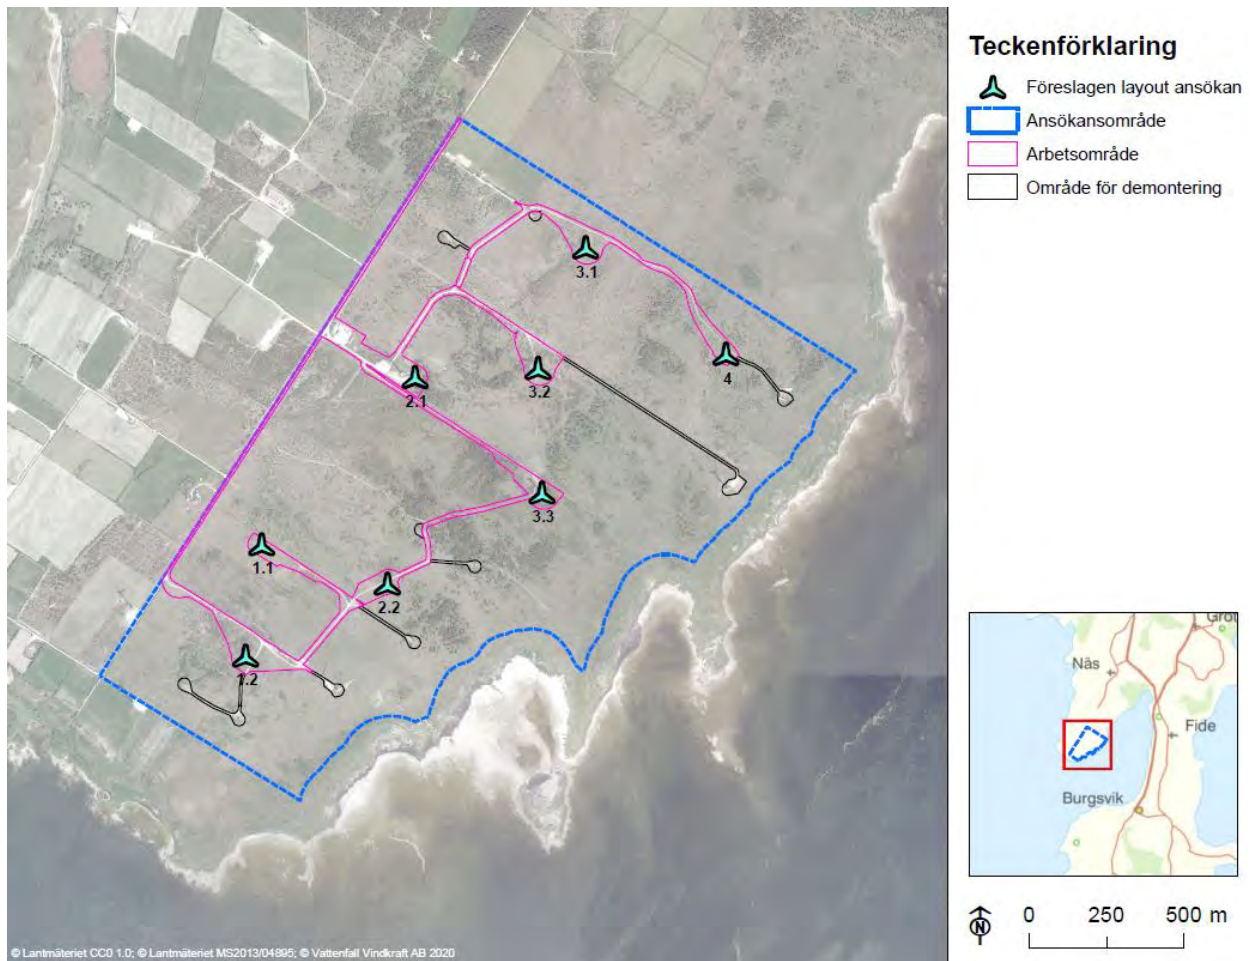 Teckenförklaring
Föreslagen layout ansökan
Ansökansområde
Arbetsområde
Område för demontering
3.1
4
3.2
2.1
3.3
1.1
2.2
1.2
Grot
Näs
Fide
Burgsvik
N
0 250 500 m
© Lantmäteriet CC0 1.0; © Lantmäteriet MS2013/04895; © Vattenfall Vindkraft AB 2020